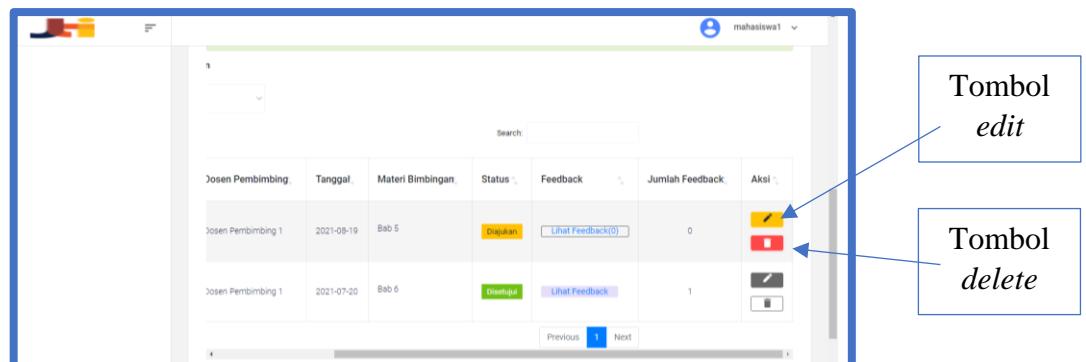 mahasiswa1
n
Search:
Dosen Pembimbing Tanggal Materi Bimbingan Status Feedback Jumlah Feedback Aksi
Dosen Pembimbing 1 2021-08-19 Bab 5 Diajukan Lihat Feedback(0) 0
Dosen Pembimbing 1 2021-07-20 Bab 6 Disetujui Lihat Feedback 1
Previous 1 Next
Tombol
edit
Tombol
delete